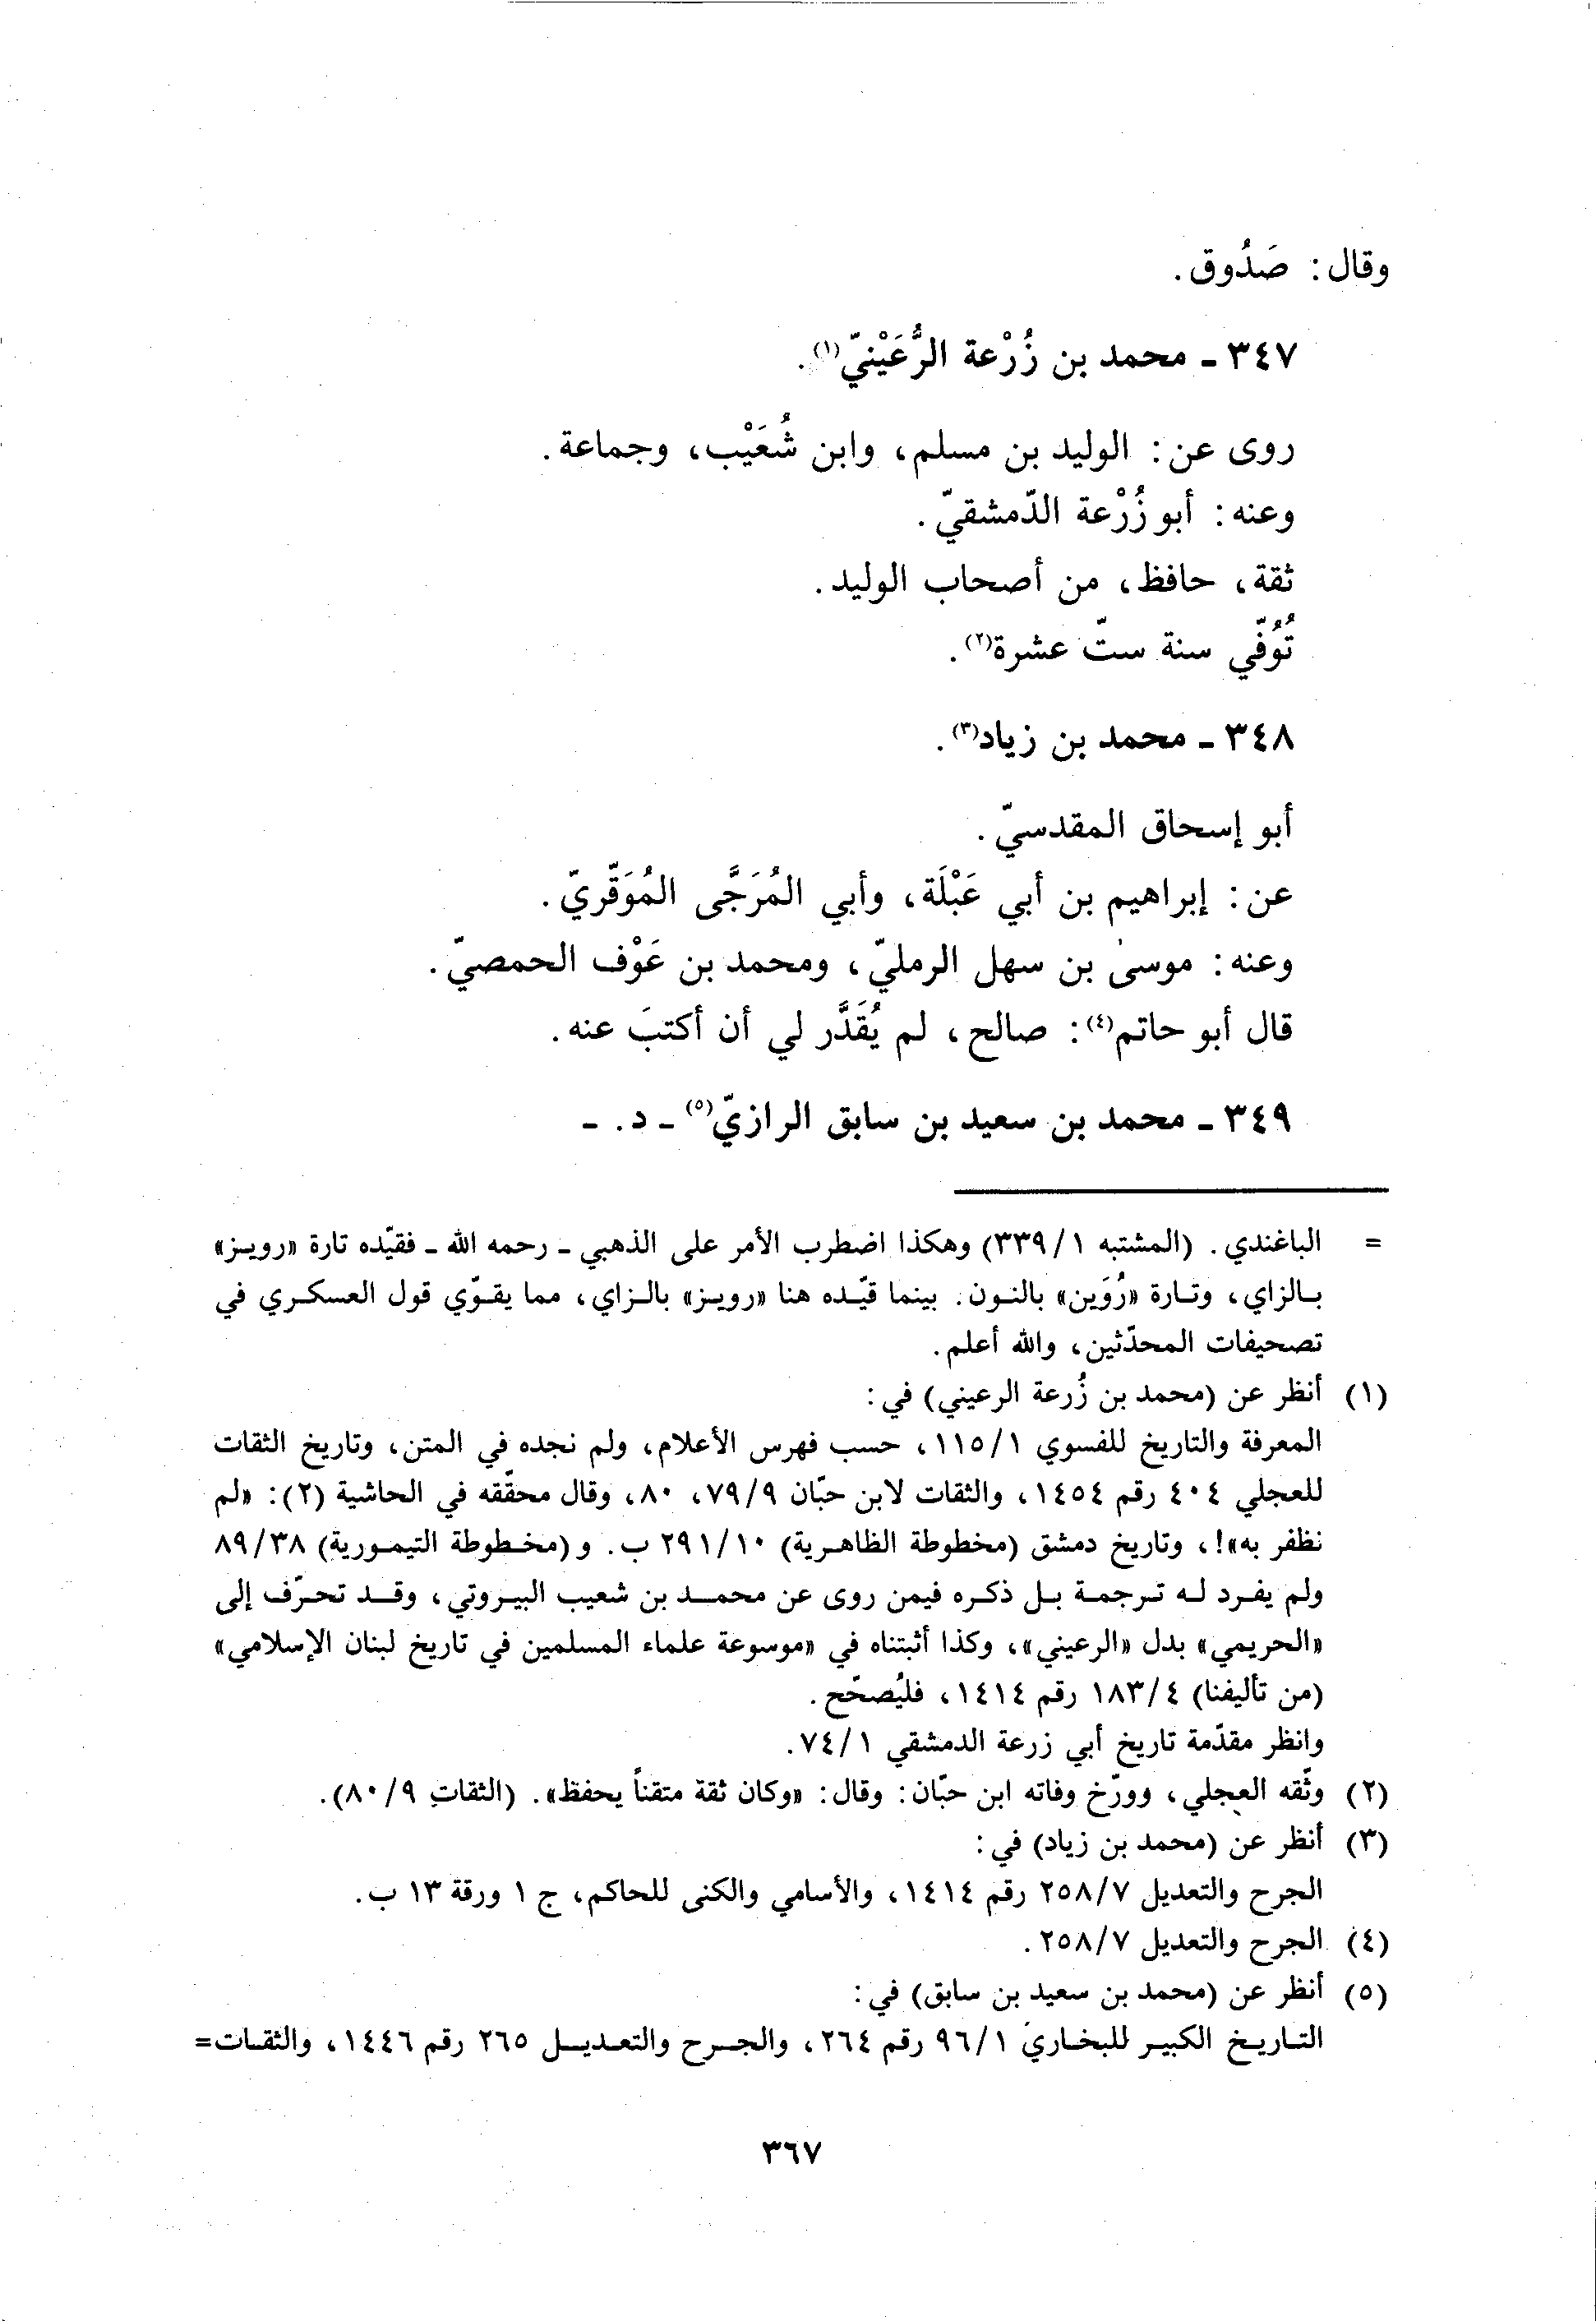 وقال: صَدُوق.
٣٤٧ ـ محمد بن زُرْعة الرُّعَيْنيّ(١).
روى عن: الوليد بن مسلم، وابن شُعَيْب، وجماعة.
وعنه: أبو زُرْعة الدّمشقيّ.
ثقة، حافظ، من أصحاب الوليد.
تُوُفّي سنة ستّ عشرة(٢).
٣٤٨ ـ محمد بن زياد(٣).
أبو إسحاق المقدسيّ.
عن: إبراهيم بن أبي عَبْلَة، وأبي المُرَجَّى المُوَقّريّ.
وعنه: موسى بن سهل الرمليّ، ومحمد بن عَوْف الحمصيّ.
قال أبو حاتم(٤): صالح، لم يُقَدَّر لي أن أكتبَ عنه.
٣٤٩ ـ محمد بن سعيد بن سابق الرازيّ(٥) ـ د. ـ
= الباغندي. (المشتبه ١/٣٣٩) وهكذا اضطرب الأمر على الذهبي ـ رحمه الله ـ فقيّده تارة «رويز»
بالزاي، وتارة «رُوَين» بالنون. بينما قيّده هنا «رويز» بالزاي، مما يقوّي قول العسكري في
تصحيفات المحدّثين، والله أعلم.
(١) أنظر عن (محمد بن زُرعة الرعيني) في:
المعرفة والتاريخ للفسوي ١/١١٥، حسب فهرس الأعلام، ولم نجده في المتن، وتاريخ الثقات
للعجلي ٤٠٤ رقم ١٤٥٤، والثقات لابن حبّان ٧٩/٩، ٨٠، وقال محقّقه في الحاشية (٢): «لم
نظفر به»!، وتاريخ دمشق (مخطوطة الظاهرية) ٢٩١/١٠ ب. و(مخطوطة التيمورية) ٨٩/٣٨
ولم يفرد له ترجمة بل ذكره فيمن روى عن محمد بن شعيب البيروتي، وقد تحرّف إلى
«الحريمي» بدل «الرعيني»، وكذا أثبتناه في «موسوعة علماء المسلمين في تاريخ لبنان الإسلامي»
(من تأليفنا) ١٨٣/٤ رقم ١٤١٤، فليُصحّح.
وانظر مقدّمة تاريخ أبي زرعة الدمشقي ٧٤/١.
(٢) وثّقه العجلي، وورّخ وفاته ابن حبّان: وقال: «وكان ثقة متقناً يحفظ». (الثقات ٨٠/٩).
(٣) أنظر عن (محمد بن زياد) في:
الجرح والتعديل ٢٥٨/٧ رقم ١٤١٤، والأسامي والكنى للحاكم، ج ١ ورقة ١٣ ب.
(٤) الجرح والتعديل ٢٥٨/٧.
(٥) أنظر عن (محمد بن سعيد بن سابق) في:
التاريخ الكبير للبخاري ٩٦/١ رقم ٢٦٤، والجرح والتعديل ٢٦٥ رقم ١٤٤٦، والثقات=
٣٦٧